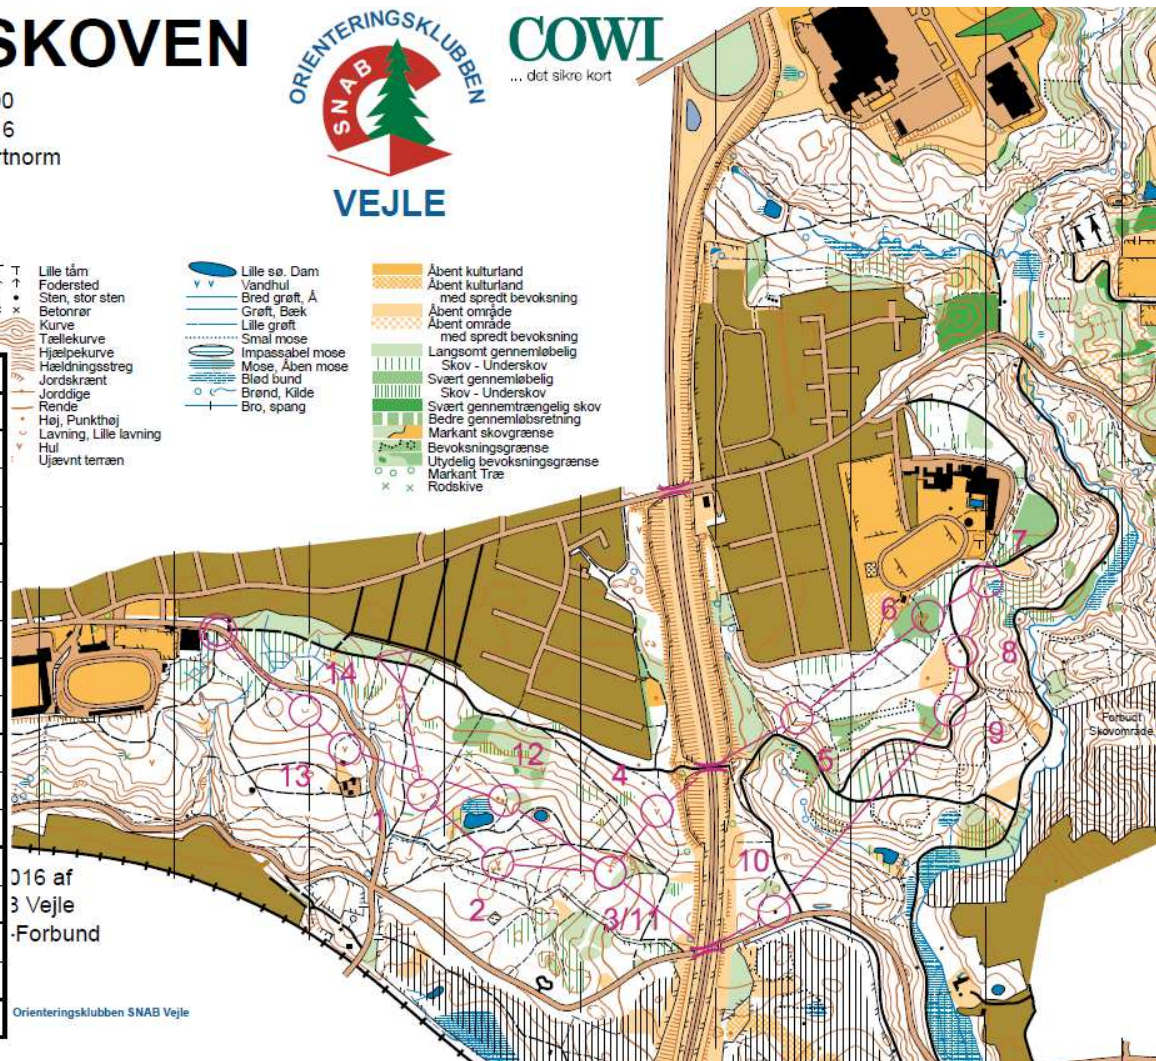 SKOVEN
ORIENTERINGSKLUBBEN
SNAB
VEJLE
COWI
... det sikre kort
00
6
rtnorm
Lille tårn
Fodersted
Sten, stor sten
Betonrør
Kurve
Tællekurve
Hjælpekurve
Hældningsstreg
Jordskrænt
Jorddige
Rende
Høj, Punkthøj
Lavning, Lille lavning
Hul
Ujævnt terræn
Lille sø. Dam
Vandhul
Bred grøft, Å
Grøft, Bæk
Lille grøft
Smal mose
Impassabel mose
Mose, Åben mose
Blød bund
Brønd, Kilde
Bro, spang
Åbent kulturland
Åbent kulturland
med spredt bevoksning
Åbent område
Åbent område
med spredt bevoksning
Langsomt gennemløbelig
Skov - Underskov
Svært gennemløbelig
Skov - Underskov
Svært gennemtrængelig skov
Bedre gennemløbsretning
Markant skovgrænse
Bevoksningsgrænse
Utydelig bevoksningsgrænse
Markant Træ
Rodskive
7
6
8
14
9
Forbudt
Skovområde
12
5
13
4
1
10
2
3/11
016 af
B Vejle
-Forbund
Orienteringsklubben SNAB Vejle